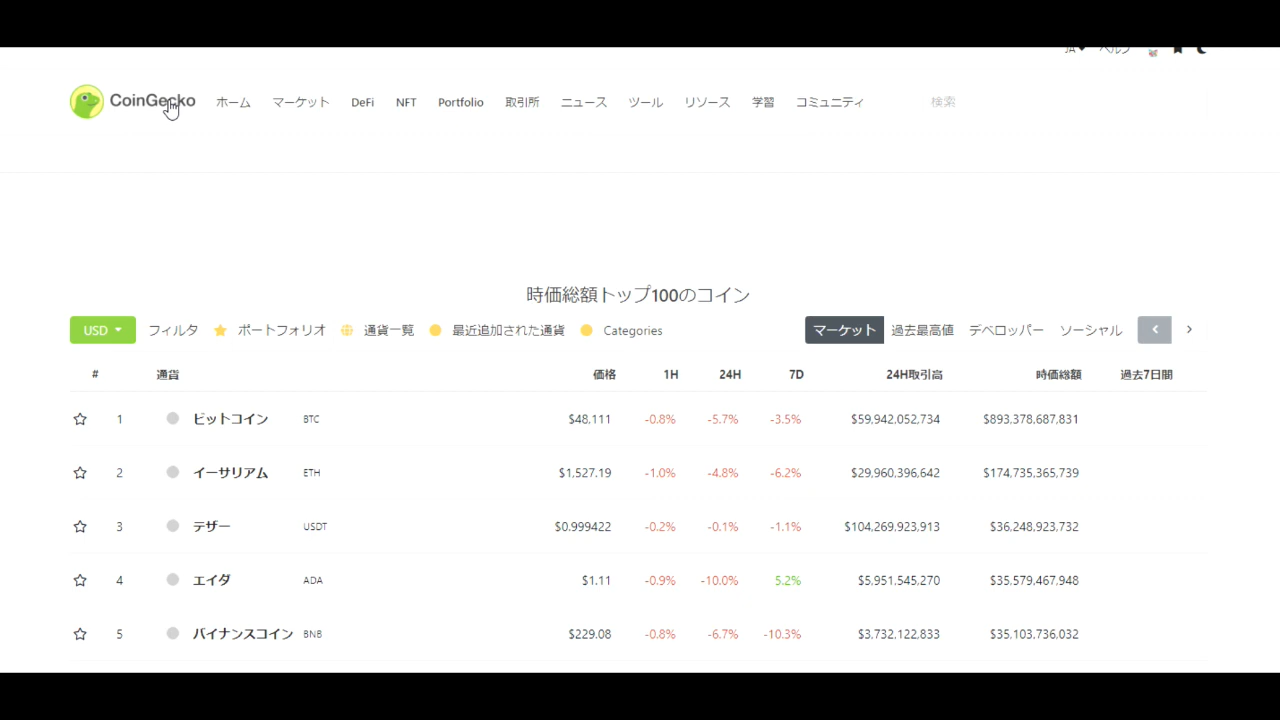 JA ヘルプ
CoinGecko ホーム マーケット DeFi NFT Portfolio 取引所 ニュース ツール リソース 学習 コミュニティ 検索
時価総額トップ100のコイン
USD フィルタ ポートフォリオ 通貨一覧 最近追加された通貨 Categories マーケット 過去最高値 デベロッパー ソーシャル
# 通貨 価格 1H 24H 7D 24H取引高 時価総額 過去7日間
1 ビットコイン BTC $48,111 -0.8% -5.7% -3.5% $59,942,052,734 $893,378,687,831
2 イーサリアム ETH $1,527.19 -1.0% -4.8% -6.2% $29,960,396,642 $174,735,365,739
3 テザー USDT $0.999422 -0.2% -0.1% -1.1% $104,269,923,913 $36,248,923,732
4 エイダ ADA $1.11 -0.9% -10.0% 5.2% $5,951,545,270 $35,579,467,948
5 バイナンスコイン BNB $229.08 -0.8% -6.7% -10.3% $3,732,122,833 $35,103,736,032